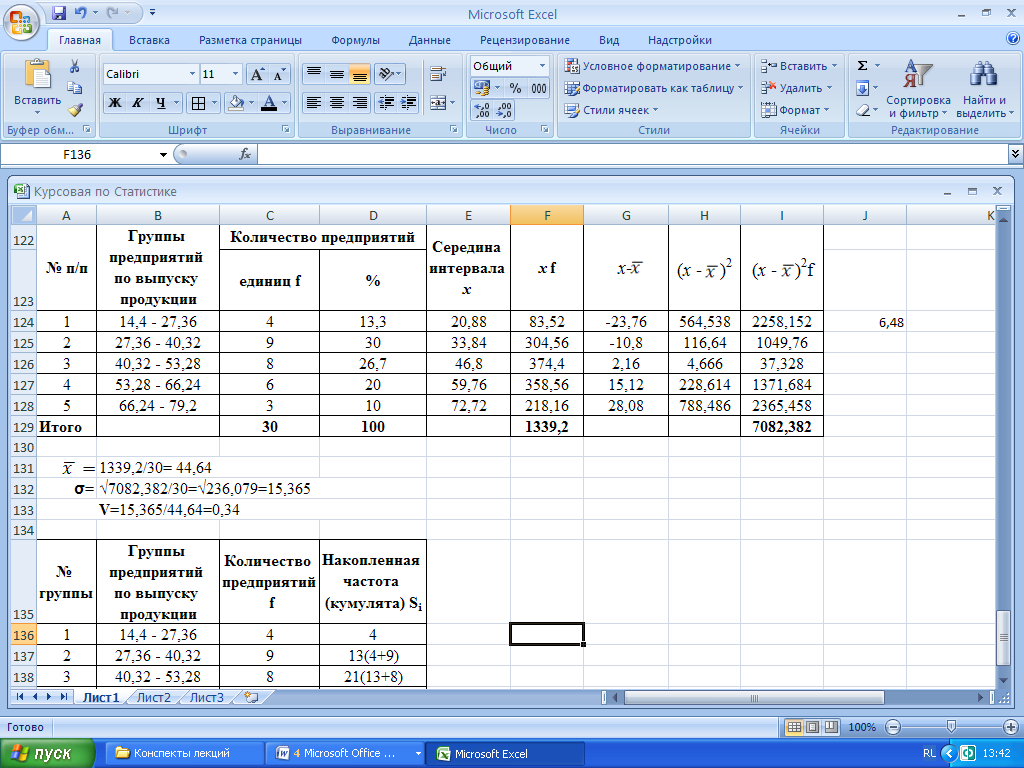 Microsoft Excel
Главная Вставка Разметка страницы Формулы Данные Рецензирование Вид Надстройки
Calibri 11 Общий Условное форматирование Вставить Σ
Вставить Форматировать как таблицу Удалить Сортировка и фильтр Найти и выделить
Ж К Ч % 000 Стили ячеек Формат
Буфер обм... Шрифт Выравнивание Число Стили Ячейки Редактирование
F136 fx
Курсовая по Статистике
A B C D E F G H I J K
122 № п/п Группы предприятий по выпуску продукции Количество предприятий Середина интервала x x f x-x̅ (x - x̅)² (x - x̅)²f
123 единиц f %
124 1 14,4 - 27,36 4 13,3 20,88 83,52 -23,76 564,538 2258,152 6,48
125 2 27,36 - 40,32 9 30 33,84 304,56 -10,8 116,64 1049,76
126 3 40,32 - 53,28 8 26,7 46,8 374,4 2,16 4,666 37,328
127 4 53,28 - 66,24 6 20 59,76 358,56 15,12 228,614 1371,684
128 5 66,24 - 79,2 3 10 72,72 218,16 28,08 788,486 2365,458
129 Итого 30 100 1339,2 7082,382
130
131 x̅ = 1339,2/30= 44,64
132 σ= √7082,382/30=√236,079=15,365
133 V=15,365/44,64=0,34
134
135 № группы Группы предприятий по выпуску продукции Количество предприятий f Накопленная частота (кумулята) Si
136 1 14,4 - 27,36 4 4
137 2 27,36 - 40,32 9 13(4+9)
138 3 40,32 - 53,28 8 21(13+8)
Лист1 Лист2 Лист3
Готово 100%
пуск Конспекты лекций 4 Microsoft Office ... Microsoft Excel RL 13:42